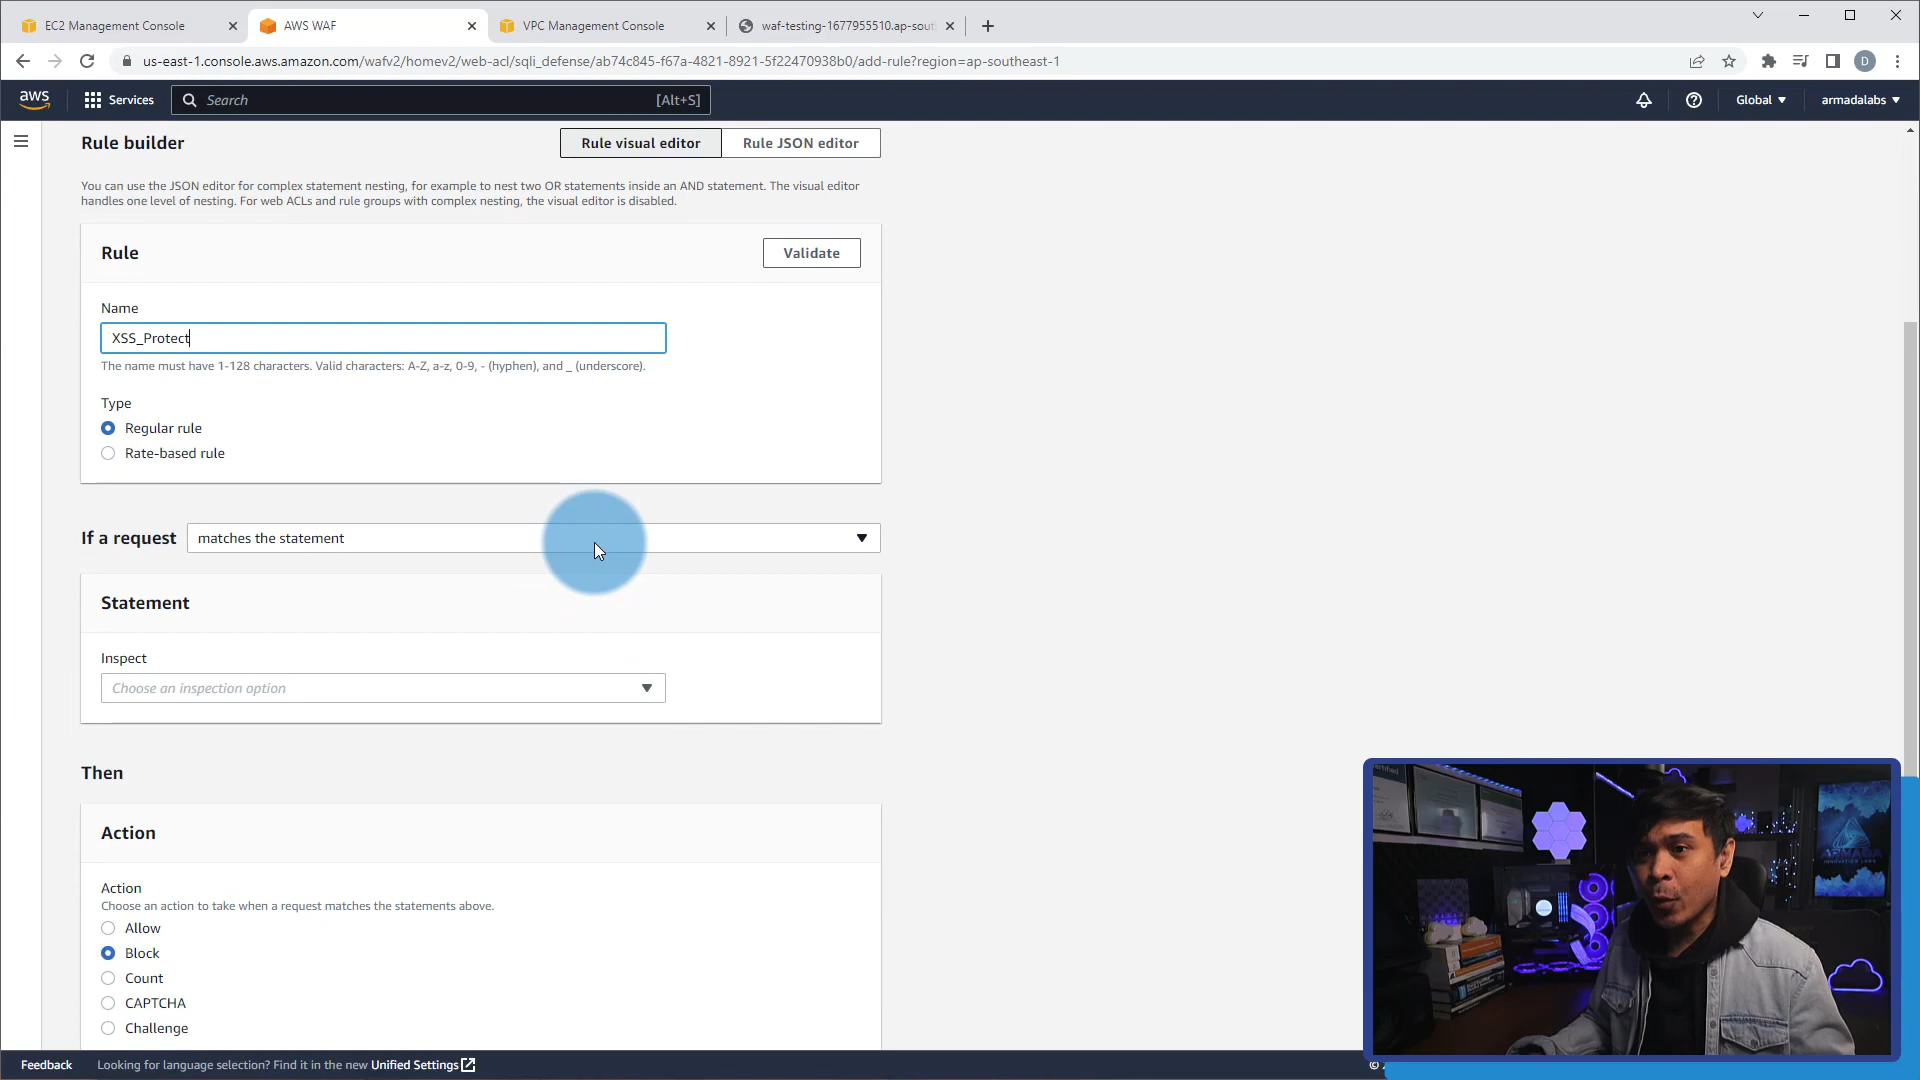 EC2 Management Console
AWS WAF
VPC Management Console
waf-testing-1677955510.ap-sout
us-east-1.console.aws.amazon.com/wafv2/homev2/web-acl/sqli_defense/ab74c845-f67a-4821-8921-5f22470938b0/add-rule?region=ap-southeast-1
D
aws
Services
Search
[Alt+S]
Global
armadalabs
Rule builder
Rule visual editor
Rule JSON editor
You can use the JSON editor for complex statement nesting, for example to nest two OR statements inside an AND statement. The visual editor
handles one level of nesting. For web ACLs and rule groups with complex nesting, the visual editor is disabled.
Rule
Validate
Name
XSS_Protect
The name must have 1-128 characters. Valid characters: A-Z, a-z, 0-9, - (hyphen), and _ (underscore).
Type
Regular rule
Rate-based rule
If a request
matches the statement
Statement
Inspect
Choose an inspection option
Then
Action
Action
Choose an action to take when a request matches the statements above.
Allow
Block
Count
CAPTCHA
Challenge
ARMADA
INNOVATION LABS
Feedback
Looking for language selection? Find it in the new Unified Settings
©